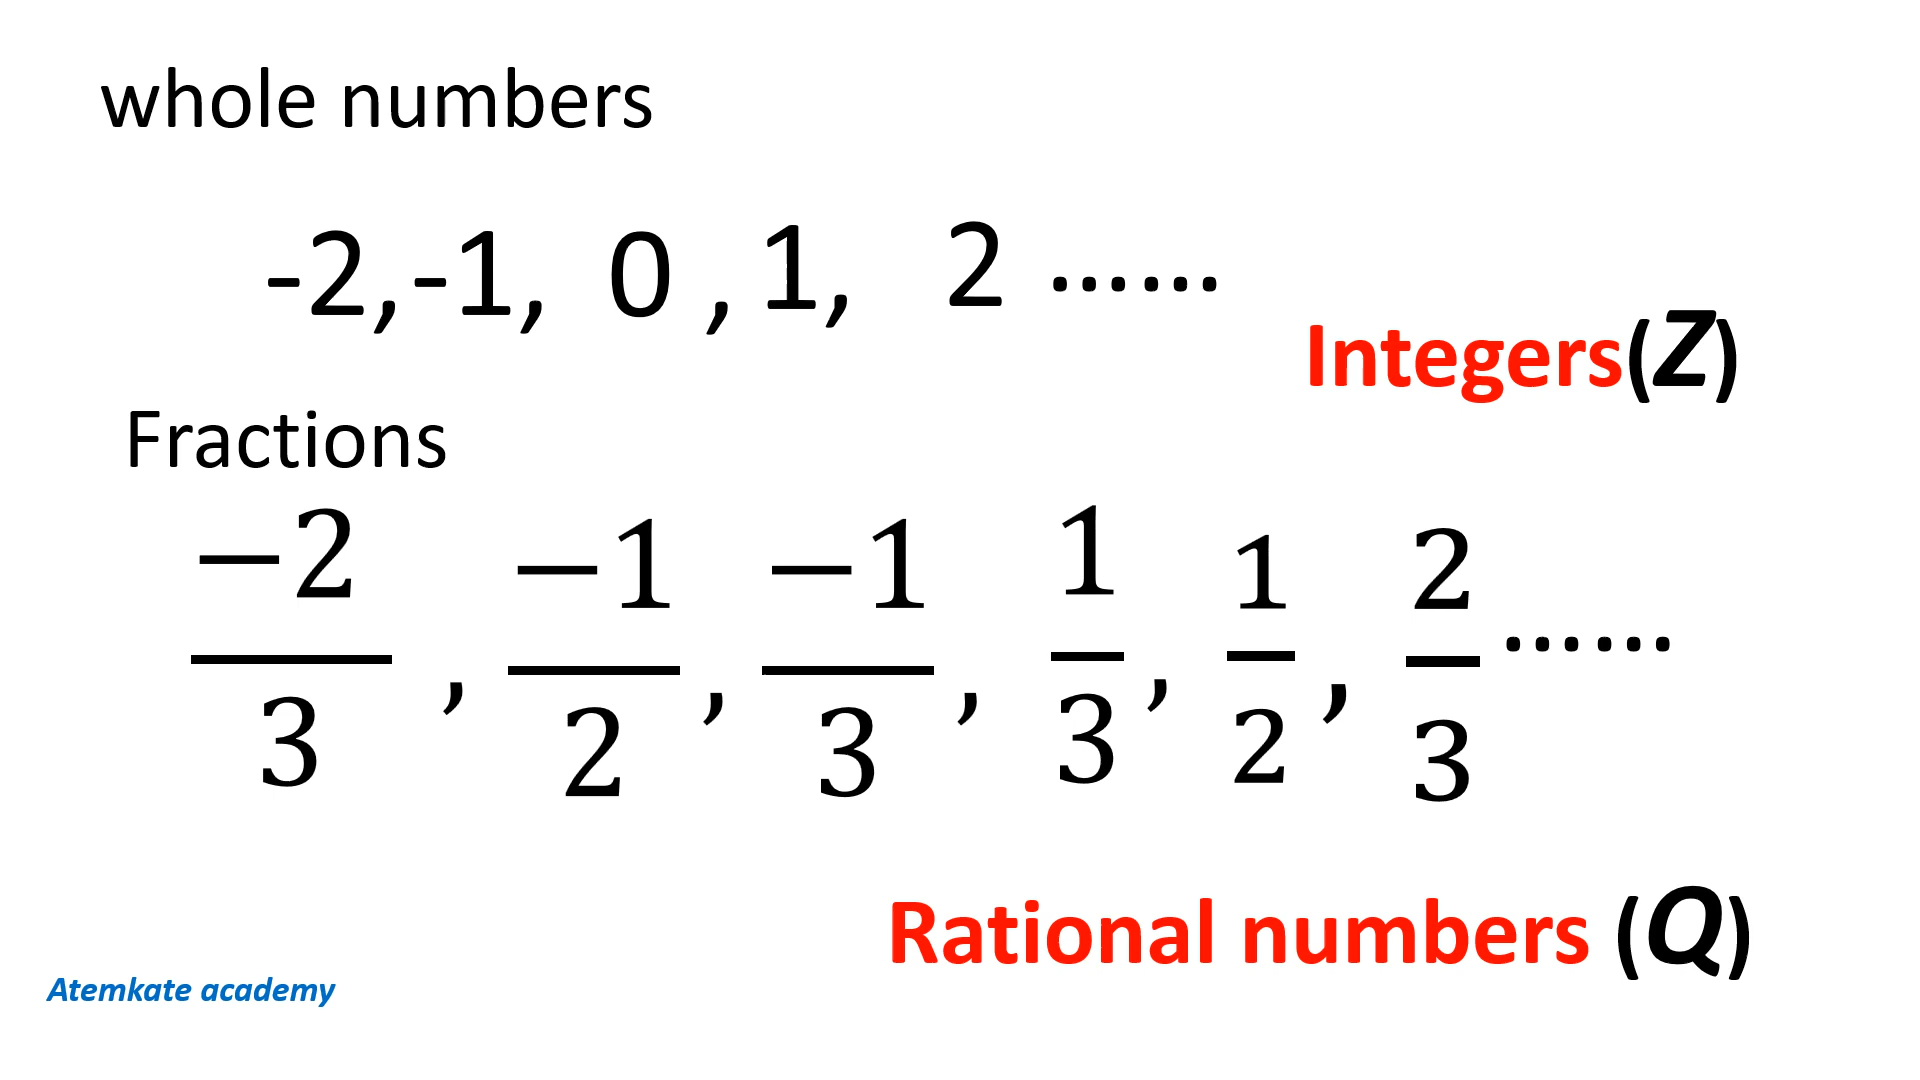 whole numbers
-2,-1, 0 , 1, 2 ......
Integers(Z)
Fractions
−2/3 , −1/2 , −1/3 , 1/3 , 1/2 , 2/3 ......
Rational numbers (Q)
Atemkate academy